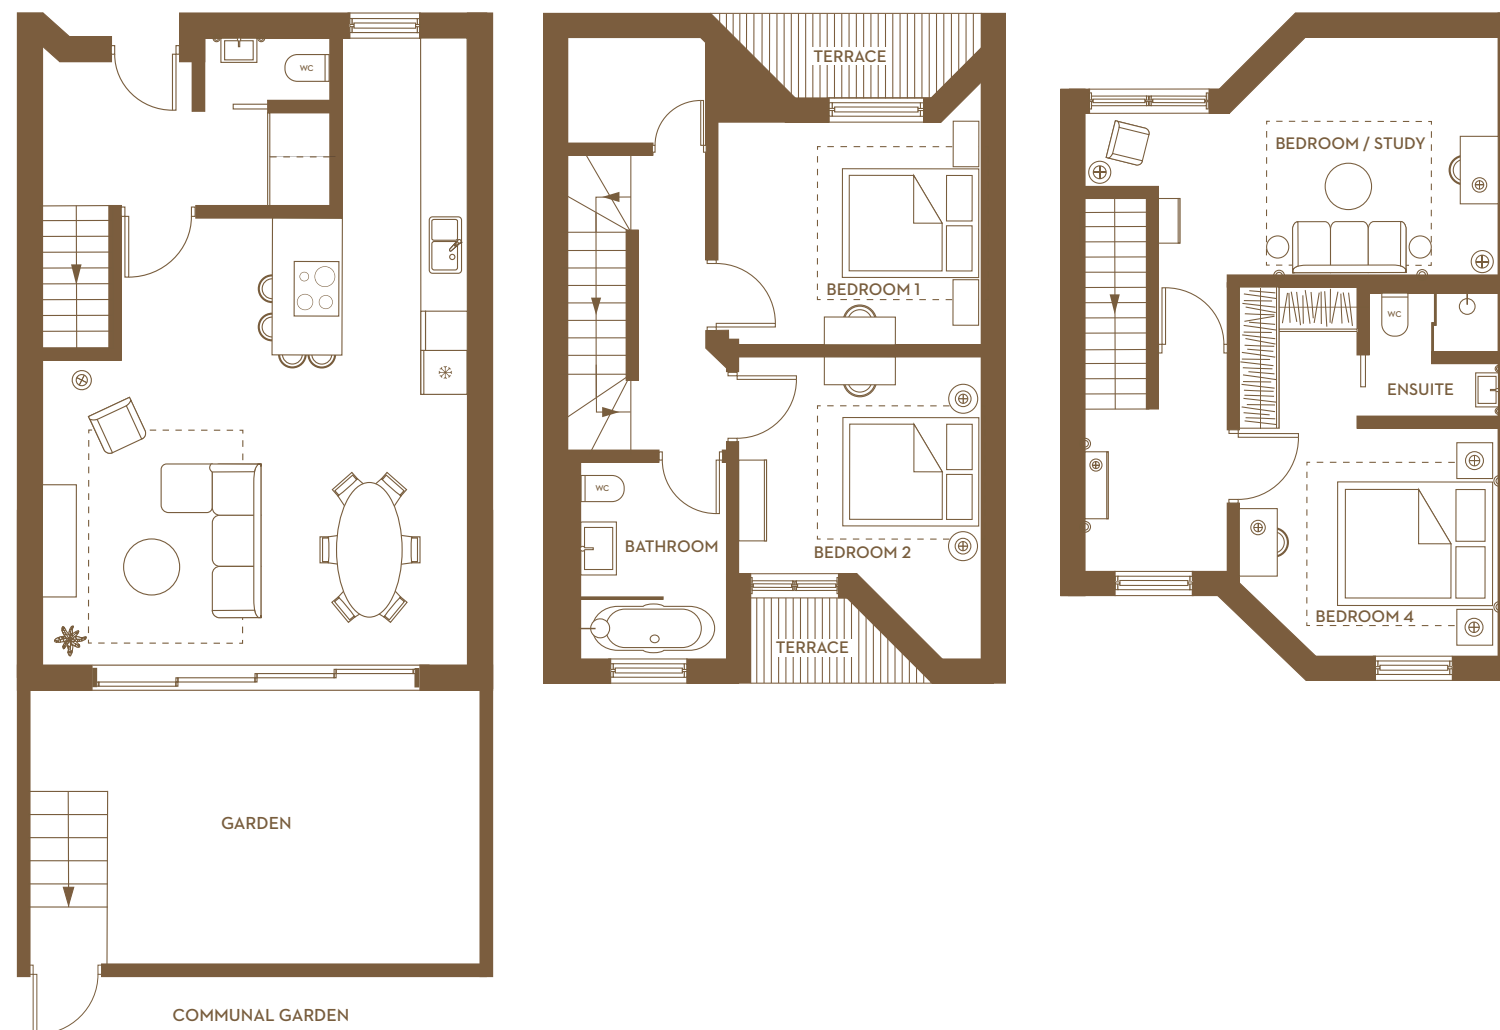 WC
GARDEN
COMMUNAL GARDEN
TERRACE
BEDROOM 1
BEDROOM 2
WC
BATHROOM
TERRACE
BEDROOM / STUDY
WC
ENSUITE
BEDROOM 4